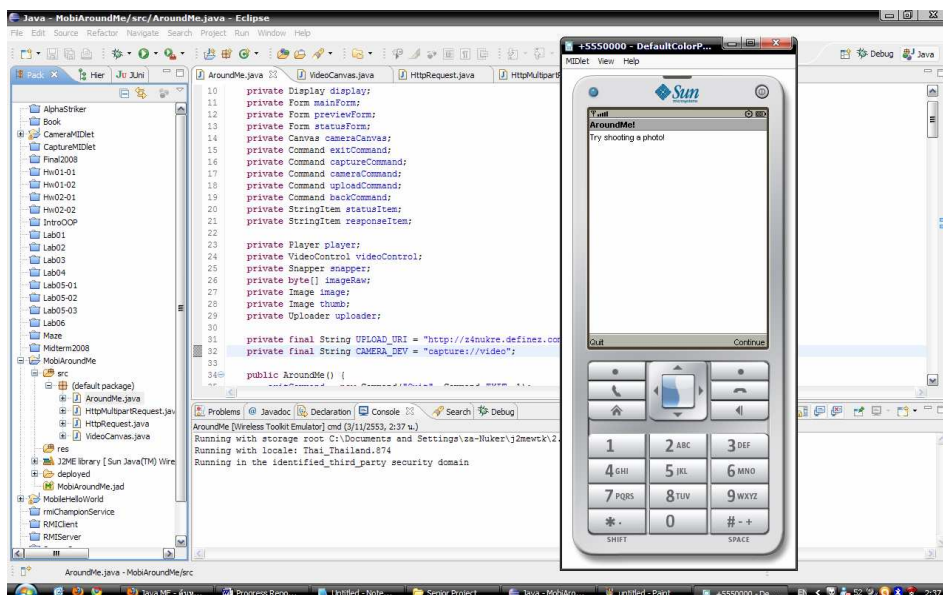 Java - MobiAroundMe/src/AroundMe.java - Eclipse
File Edit Source Refactor Navigate Search Project Run Window Help
Debug Java
Pack Hier JUni
AlphaStriker
Book
CameraMIDlet
CaptureMIDlet
Final2008
Hw01-01
Hw01-02
Hw02-01
Hw02-02
IntroOOP
Lab01
Lab02
Lab03
Lab04
Lab05-01
Lab05-02
Lab05-03
Lab06
Maze
Midterm2008
MobiAroundMe
src
(default package)
AroundMe.java
HttpMultipartRequest.jav
HttpRequest.java
VideoCanvas.java
res
J2ME library [ Sun Java(TM) Wire
deployed
MobiAroundMe.jad
MobileHelloWorld
rmiChampionService
RMIClient
RMIServer
AroundMe.java VideoCanvas.java HttpRequest.java HttpMultipartR
10 private Display display;
11 private Form mainForm;
12 private Form previewForm;
13 private Form statusForm;
14 private Canvas cameraCanvas;
15 private Command exitCommand;
16 private Command captureCommand;
17 private Command cameraCommand;
18 private Command uploadCommand;
19 private Command backCommand;
20 private StringItem statusItem;
21 private StringItem responseItem;
22
23 private Player player;
24 private VideoControl videoControl;
25 private Snapper snapper;
26 private byte[] imageRaw;
27 private Image image;
28 private Image thumb;
29 private Uploader uploader;
30
31 private final String UPLOAD_URI = "http://z4nukre.definez.con
32 private final String CAMERA_DEV = "capture://video";
33
34 public AroundMe() {
Problems Javadoc Declaration Console Search Debug
AroundMe [Wireless Toolkit Emulator] cmd (3/11/2553, 2:37 น.)
Running with storage root C:\Documents and Settings\za-Nuker\j2mewtk\2.
Running with locale: Thai_Thailand.874
Running in the identified_third_party security domain
+5550000 - DefaultColorP...
MIDlet View Help
Sun
microsystems
AroundMe!
Try shooting a photo!
Quit Continue
1 2 ABC 3 DEF
4 GHI 5 JKL 6 MNO
7 PQRS 8 TUV 9 WXYZ
* . 0 # - +
SHIFT SPACE
AroundMe.java - MobiAroundMe/src
Java ME - Progress Repo... Untitled - Note... Senior Project Java - MobiAro... untitled - Paint +5550000 - De... EN 52 2:37